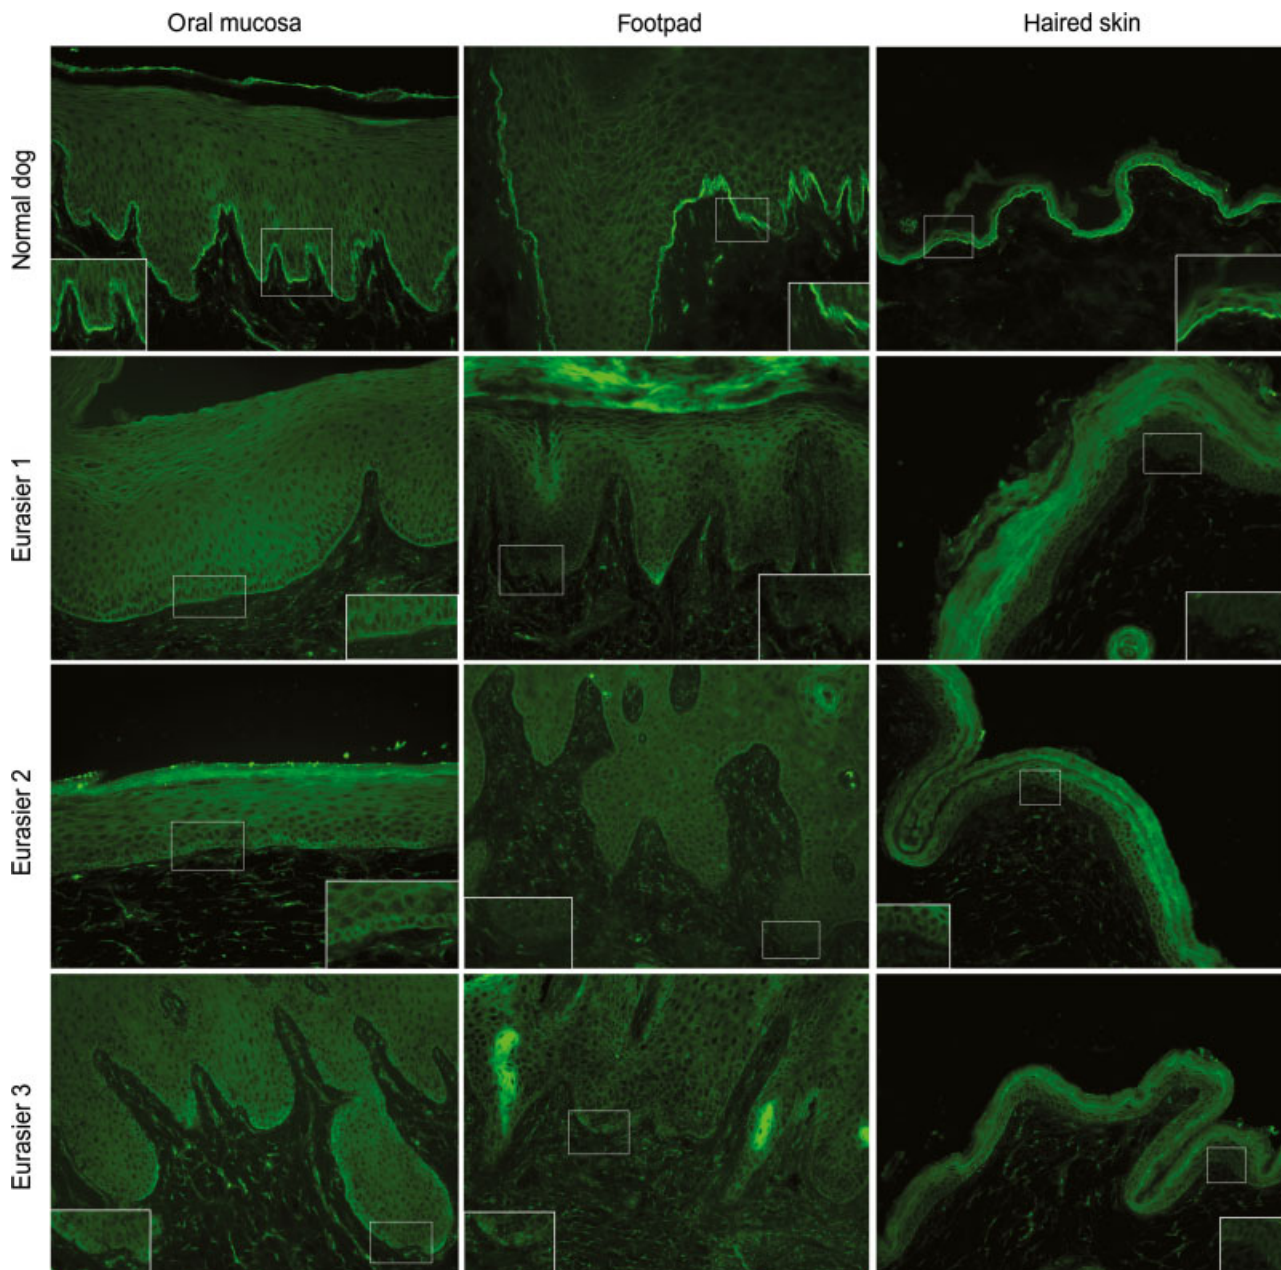 Oral mucosa
Footpad
Haired skin
Normal dog
Eurasier 1
Eurasier 2
Eurasier 3